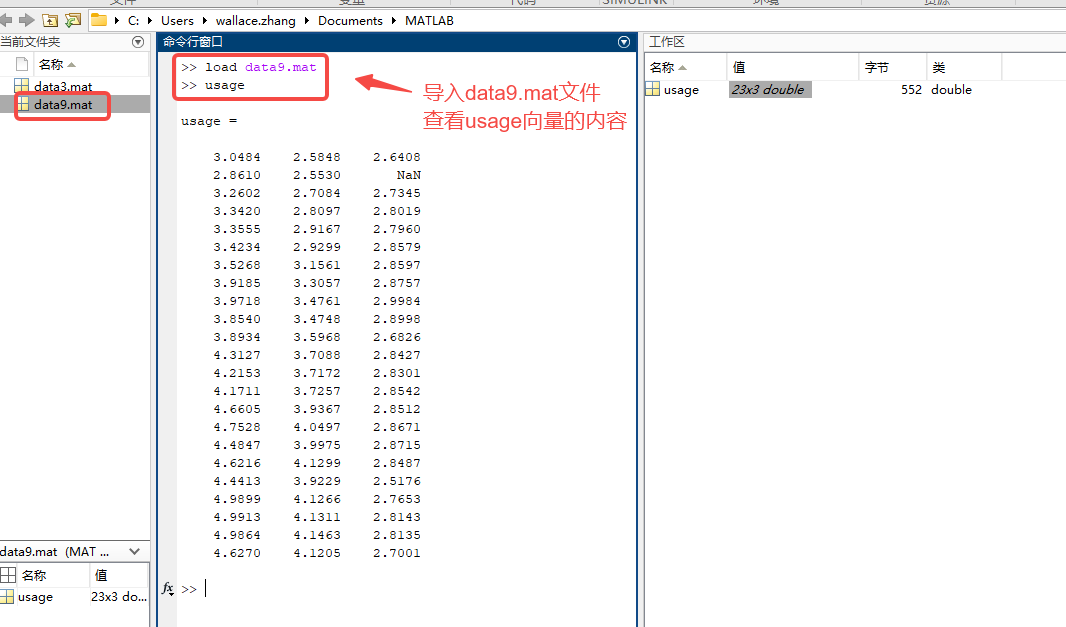 文件
变量
代码
SIMULINK
环境
资源
C: Users wallace.zhang Documents MATLAB
当前文件夹
名称
data3.mat
data9.mat
data9.mat (MAT ...
名称 值
usage 23x3 do...
命令行窗口
>> load data9.mat
>> usage
导入data9.mat文件
查看usage向量的内容
usage =
3.0484 2.5848 2.6408
2.8610 2.5530 NaN
3.2602 2.7084 2.7345
3.3420 2.8097 2.8019
3.3555 2.9167 2.7960
3.4234 2.9299 2.8579
3.5268 3.1561 2.8597
3.9185 3.3057 2.8757
3.9718 3.4761 2.9984
3.8540 3.4748 2.8998
3.8934 3.5968 2.6826
4.3127 3.7088 2.8427
4.2153 3.7172 2.8301
4.1711 3.7257 2.8542
4.6605 3.9367 2.8512
4.7528 4.0497 2.8671
4.4847 3.9975 2.8715
4.6216 4.1299 2.8487
4.4413 3.9229 2.5176
4.9899 4.1266 2.7653
4.9913 4.1311 2.8143
4.9864 4.1463 2.8135
4.6270 4.1205 2.7001
fx >>
工作区
名称 值 字节 类
usage 23x3 double 552 double